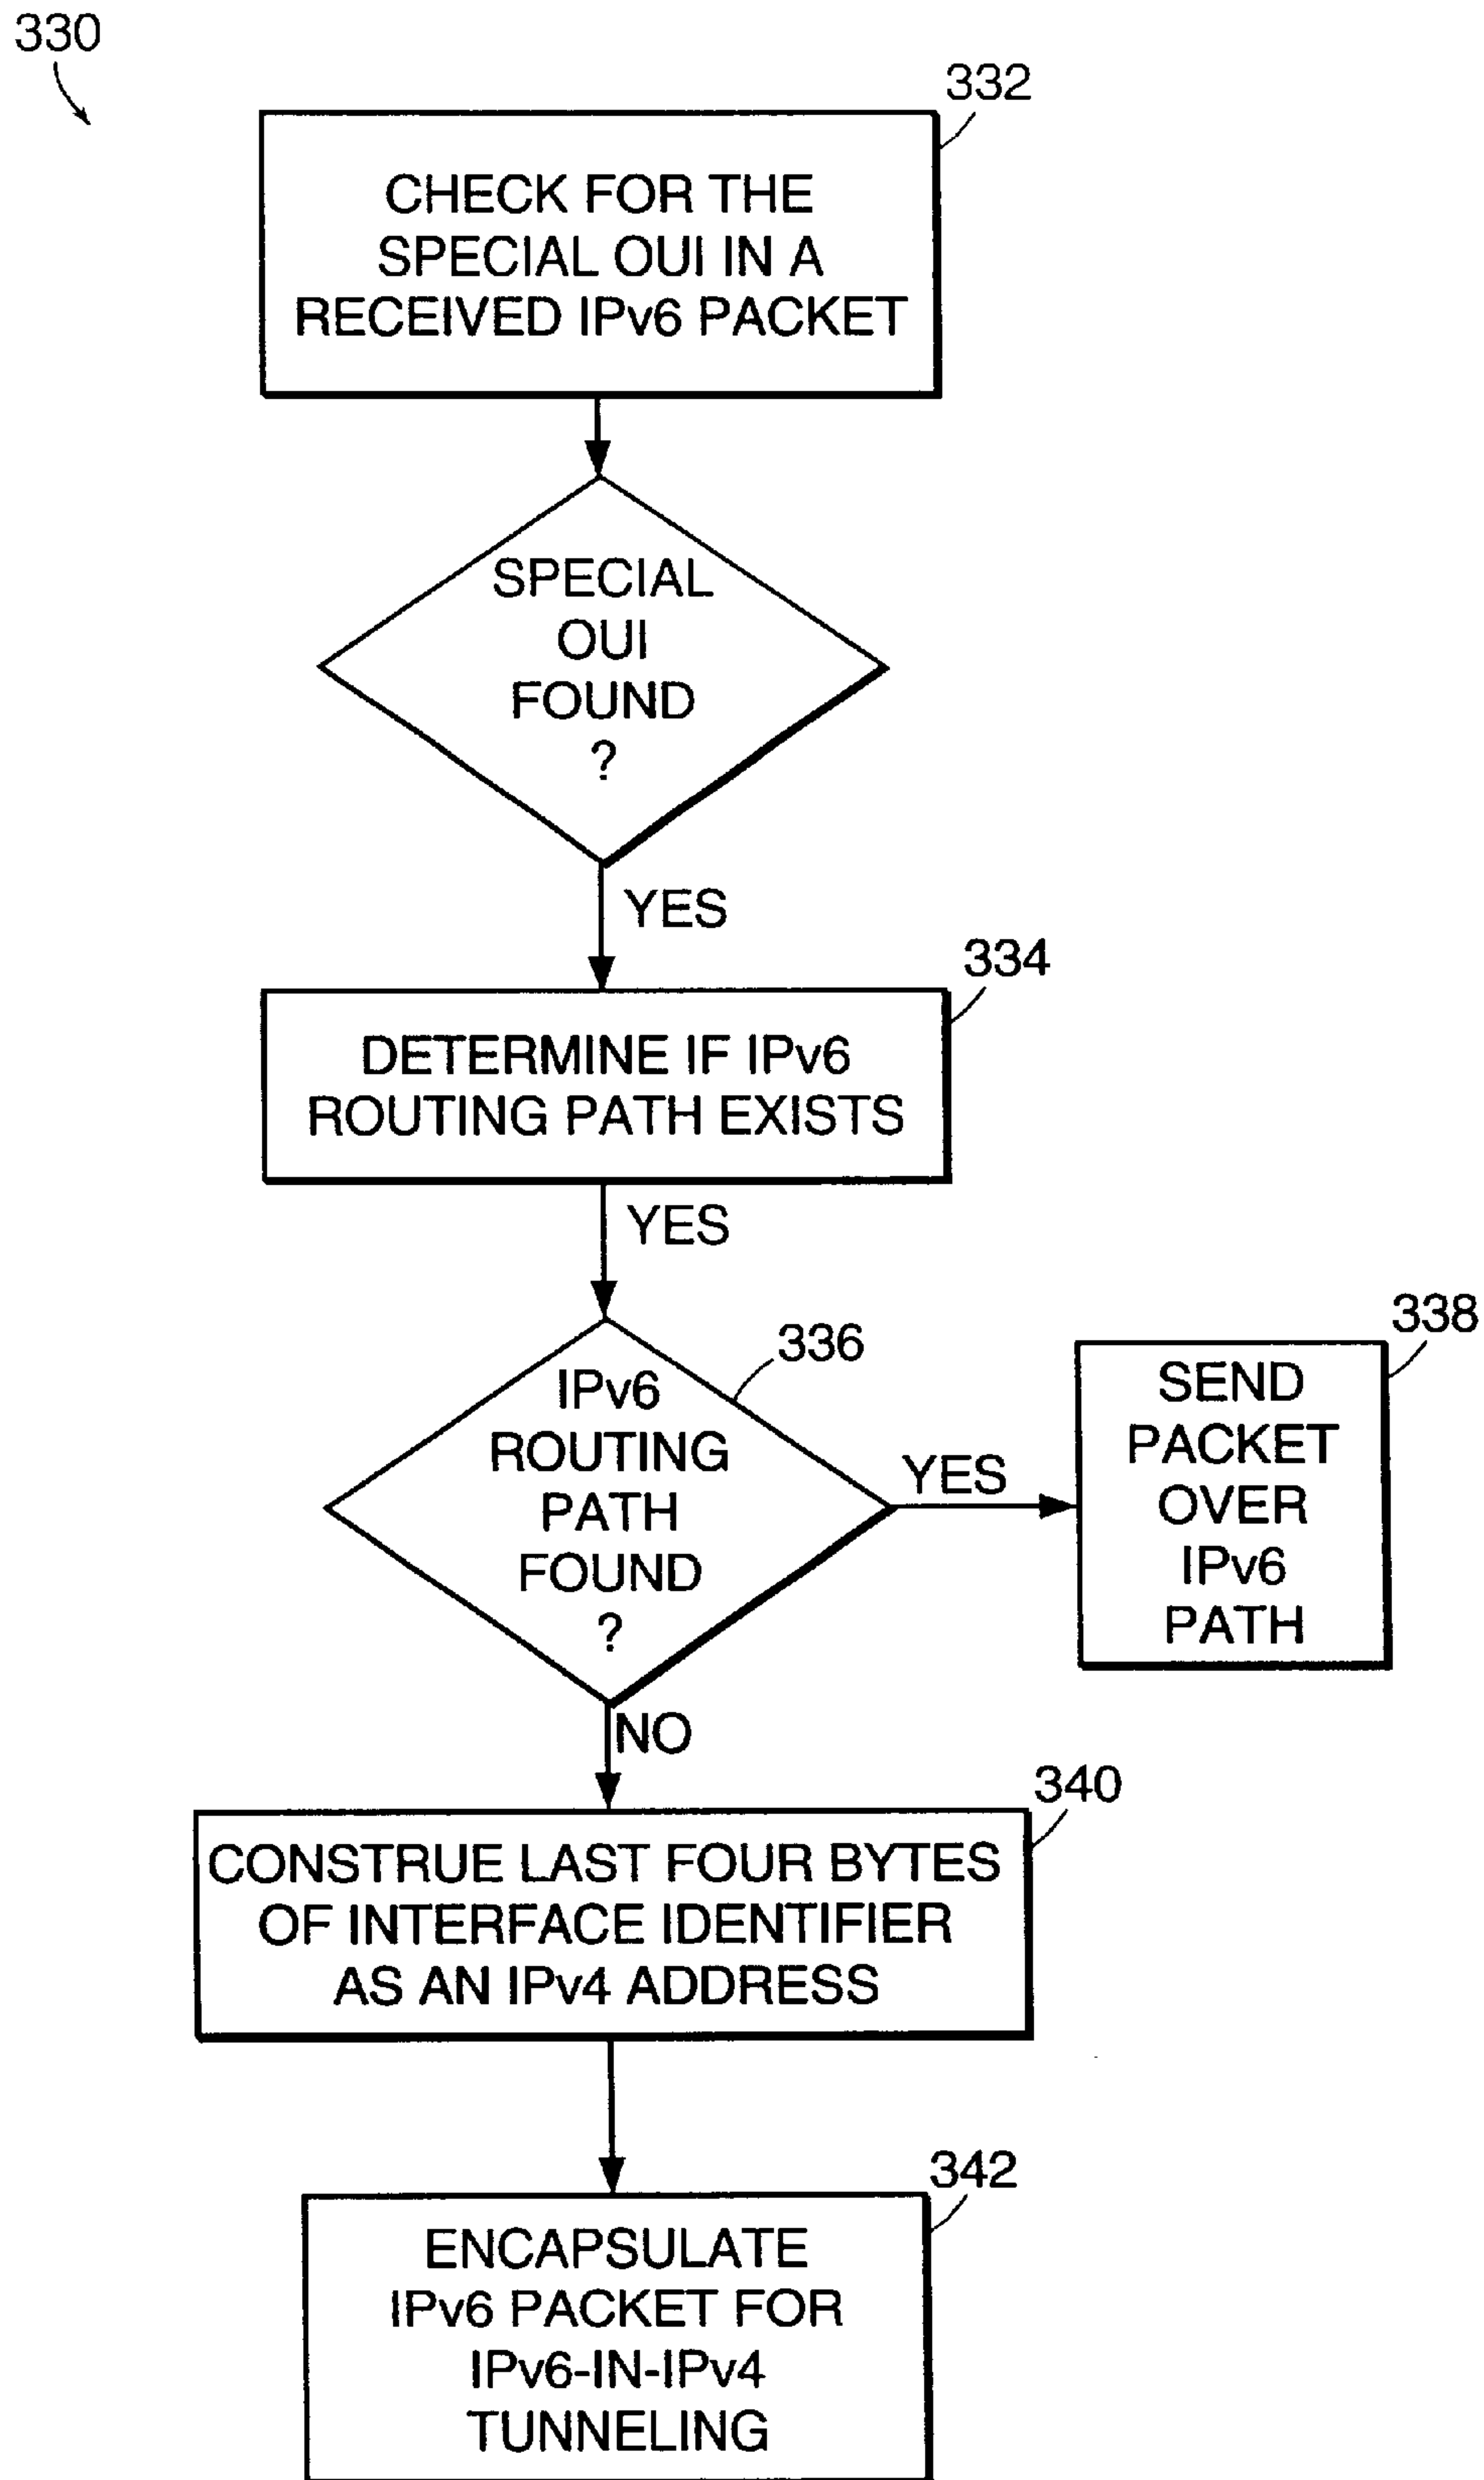 330
332
CHECK FOR THE
SPECIAL OUI IN A
RECEIVED IPv6 PACKET
SPECIAL
OUI
FOUND
?
YES
334
DETERMINE IF IPv6
ROUTING PATH EXISTS
YES
336
IPv6
ROUTING
PATH
FOUND
?
YES
338
SEND
PACKET
OVER
IPv6
PATH
NO
340
CONSTRUE LAST FOUR BYTES
OF INTERFACE IDENTIFIER
AS AN IPv4 ADDRESS
342
ENCAPSULATE
IPv6 PACKET FOR
IPv6-IN-IPv4
TUNNELING